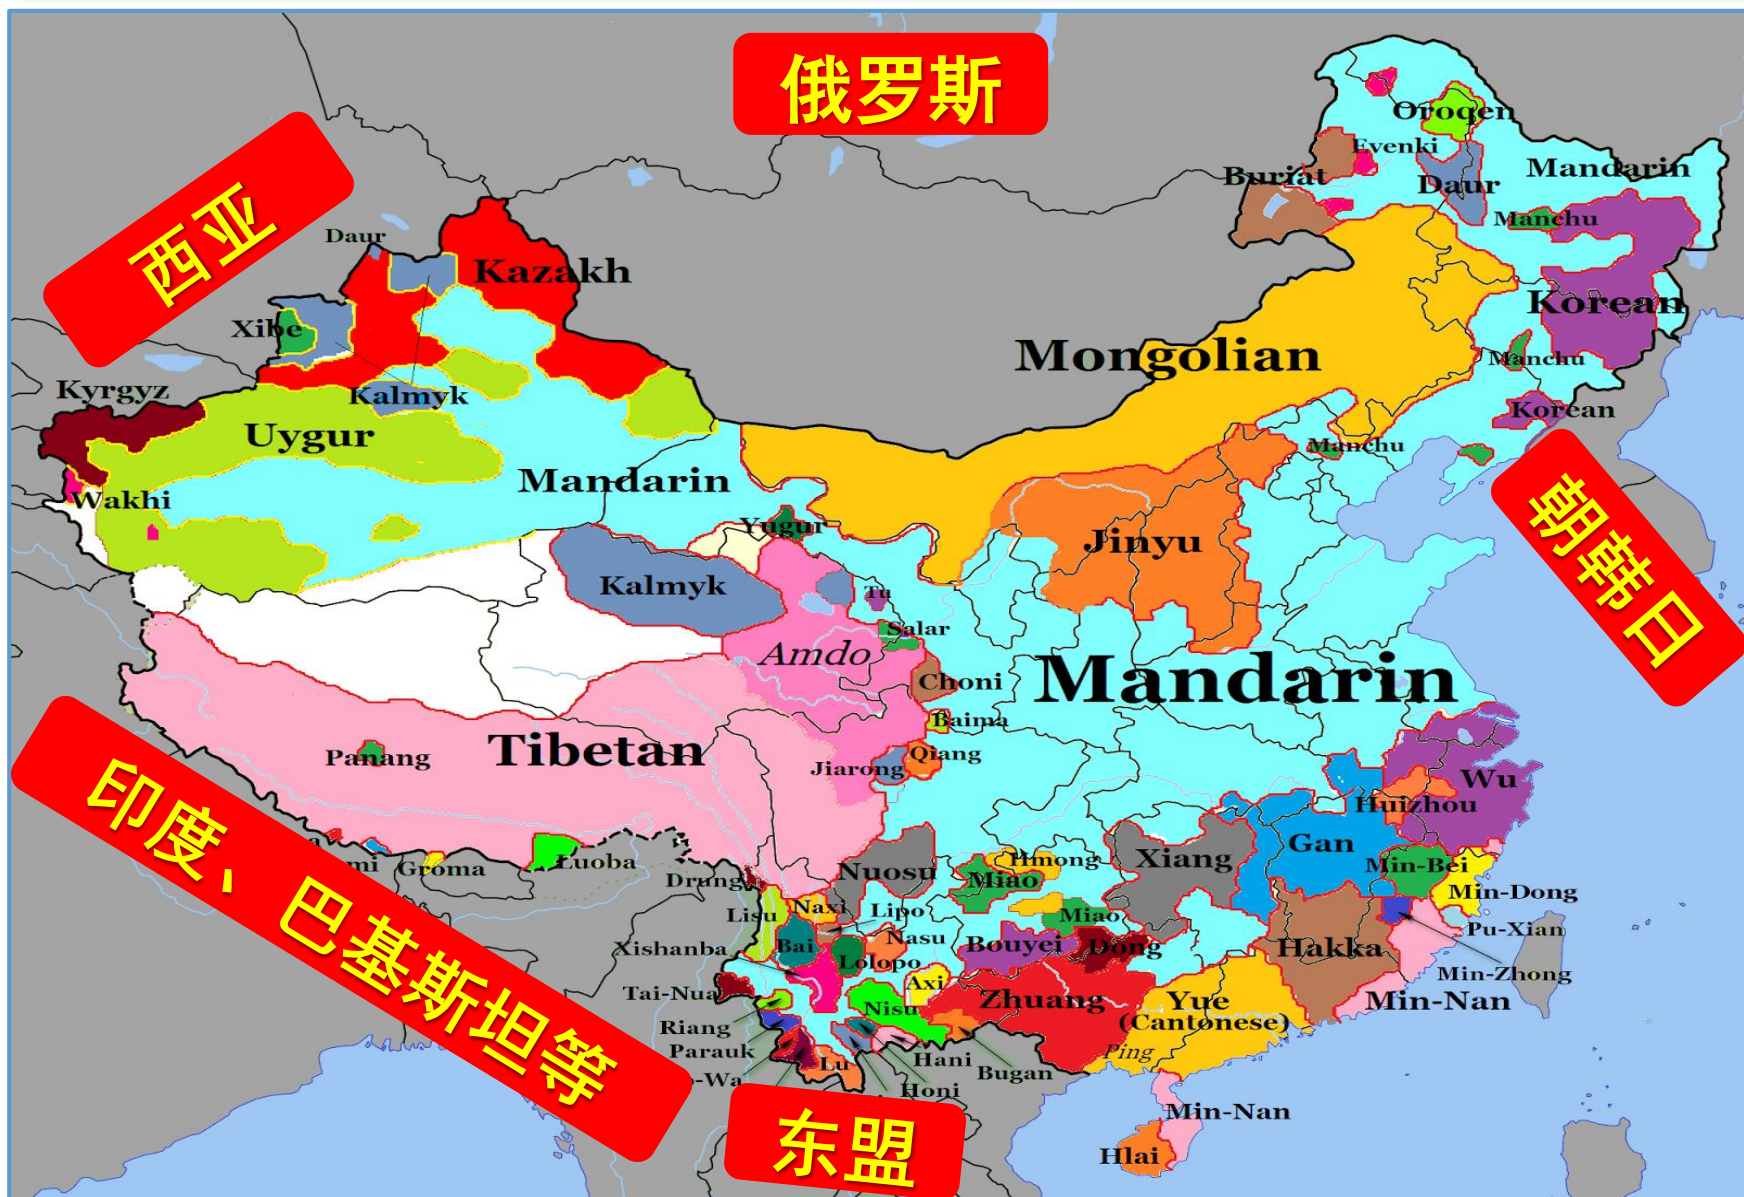 俄罗斯
西亚
Oroqen
Evenki
Buriat
Daur
Mandarin
Manchu
Daur
Kazakh
Xibe
Korean
Mongolian
Manchu
Kyrgyz
Kalmyk
Korean
Uygur
Manchu
Mandarin
Wakhi
朝韩日
Yugur
Jinyu
Kalmyk
Tu
Salar
Amdo
Choni
Mandarin
Baima
Tibetan
Panang
Qiang
Jiarong
Wu
Huizhou
印度、巴基斯坦等
Groma
Luoba
Nuosu
Hmong
Miao
Xiang
Gan
Min-Bei
Drung
Min-Dong
Lisu
Naxi
Lipo
Miao
Pu-Xian
Xishanba
Bai
Nasu
Lolopo
Bouyei
Dong
Hakka
Min-Zhong
Tai-Nua
Axi
Nisu
Zhuang
Yue
(Cantonese)
Min-Nan
Riang
Parauk
Ping
Hani
Lu
Bugan
Honi
Min-Nan
东盟
Hlai